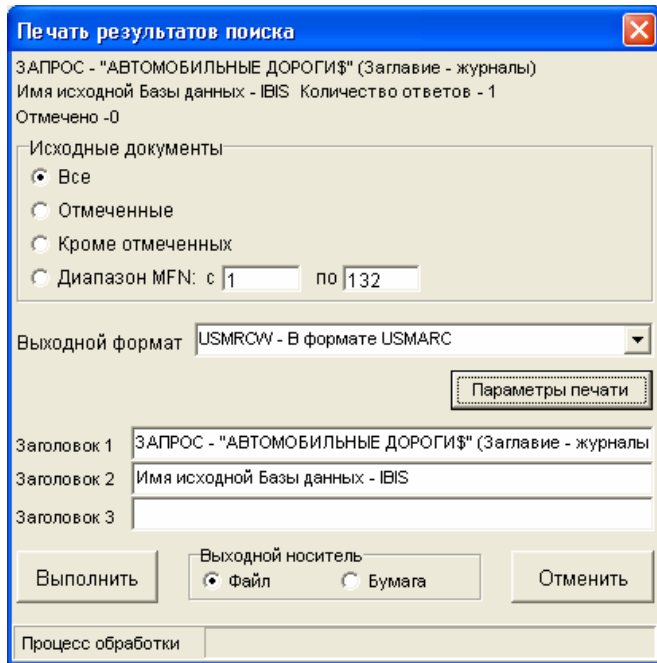 Печать результатов поиска
ЗАПРОС - "АВТОМОБИЛЬНЫЕ ДОРОГИ$" (Заглавие - журналы)
Имя исходной Базы данных - IBIS Количество ответов - 1
Отмечено -0
Исходные документы
Все
Отмеченные
Кроме отмеченных
Диапазон MFN: с 1 по 132
Выходной формат USMRCW - В формате USMARC
Параметры печати
Заголовок 1 ЗАПРОС - "АВТОМОБИЛЬНЫЕ ДОРОГИ$" (Заглавие - журналы
Заголовок 2 Имя исходной Базы данных - IBIS
Заголовок 3
Выходной носитель
Выполнить Файл Бумага Отменить
Процесс обработки